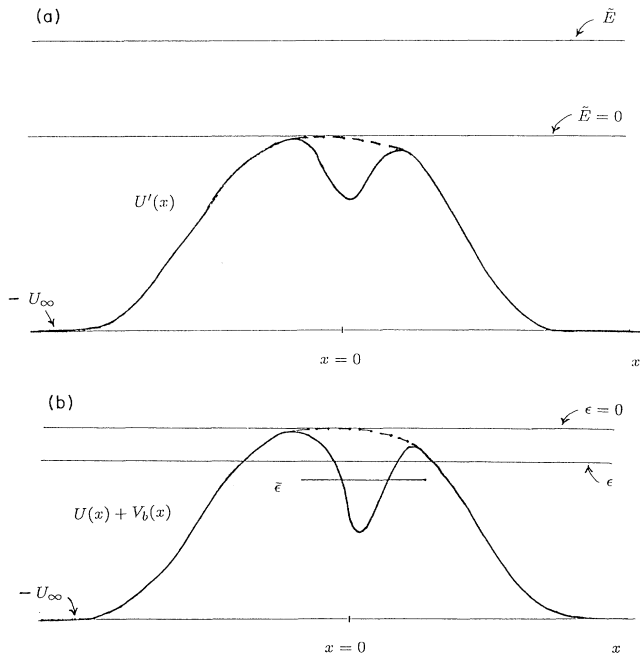 (a)
Ẽ
Ẽ = 0
U′(x)
− U∞
x = 0
x
(b)
ϵ = 0
ϵ̃
ϵ
U(x) + V_b(x)
− U∞
x = 0
x